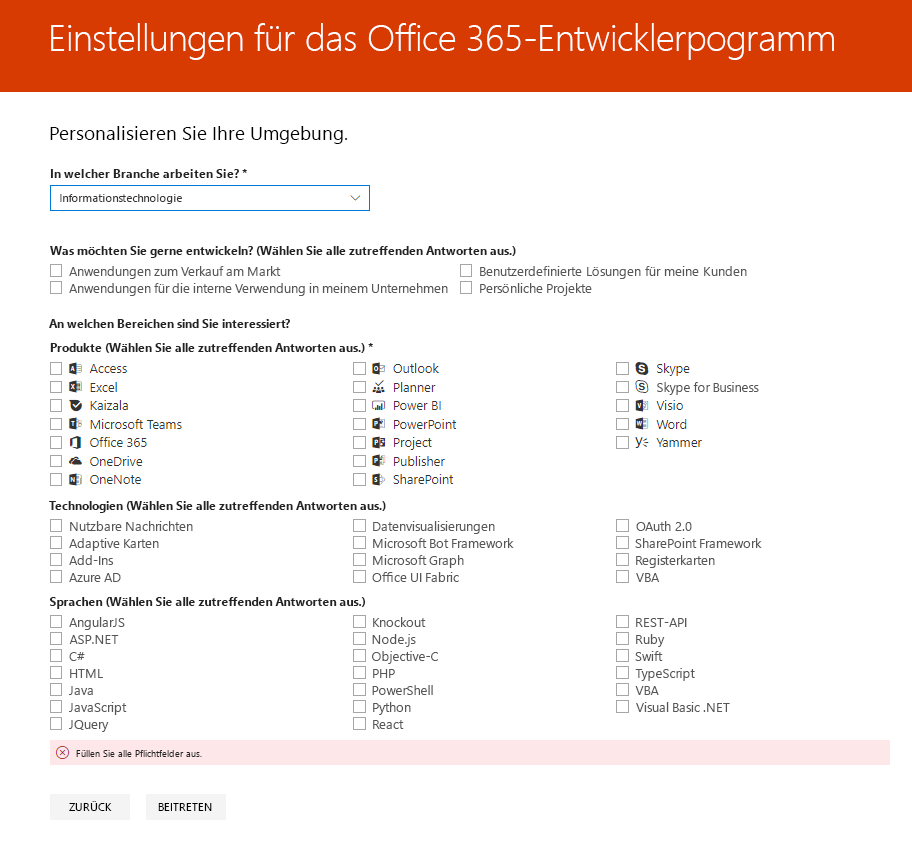 Einstellungen für das Office 365-Entwicklerpogramm
Personalisieren Sie Ihre Umgebung.
In welcher Branche arbeiten Sie? *
Informationstechnologie
Was möchten Sie gerne entwickeln? (Wählen Sie alle zutreffenden Antworten aus.)
Anwendungen zum Verkauf am Markt Benutzerdefinierte Lösungen für meine Kunden
Anwendungen für die interne Verwendung in meinem Unternehmen Persönliche Projekte
An welchen Bereichen sind Sie interessiert?
Produkte (Wählen Sie alle zutreffenden Antworten aus.) *
Access Outlook Skype
Excel Planner Skype for Business
Kaizala Power BI Visio
Microsoft Teams PowerPoint Word
Office 365 Project Yammer
OneDrive Publisher
OneNote SharePoint
Technologien (Wählen Sie alle zutreffenden Antworten aus.)
Nutzbare Nachrichten Datenvisualisierungen OAuth 2.0
Adaptive Karten Microsoft Bot Framework SharePoint Framework
Add-Ins Microsoft Graph Registerkarten
Azure AD Office UI Fabric VBA
Sprachen (Wählen Sie alle zutreffenden Antworten aus.)
AngularJS Knockout REST-API
ASP.NET Node.js Ruby
C# Objective-C Swift
HTML PHP TypeScript
Java PowerShell VBA
JavaScript Python Visual Basic .NET
JQuery React
Füllen Sie alle Pflichtfelder aus.
ZURÜCK BEITRETEN